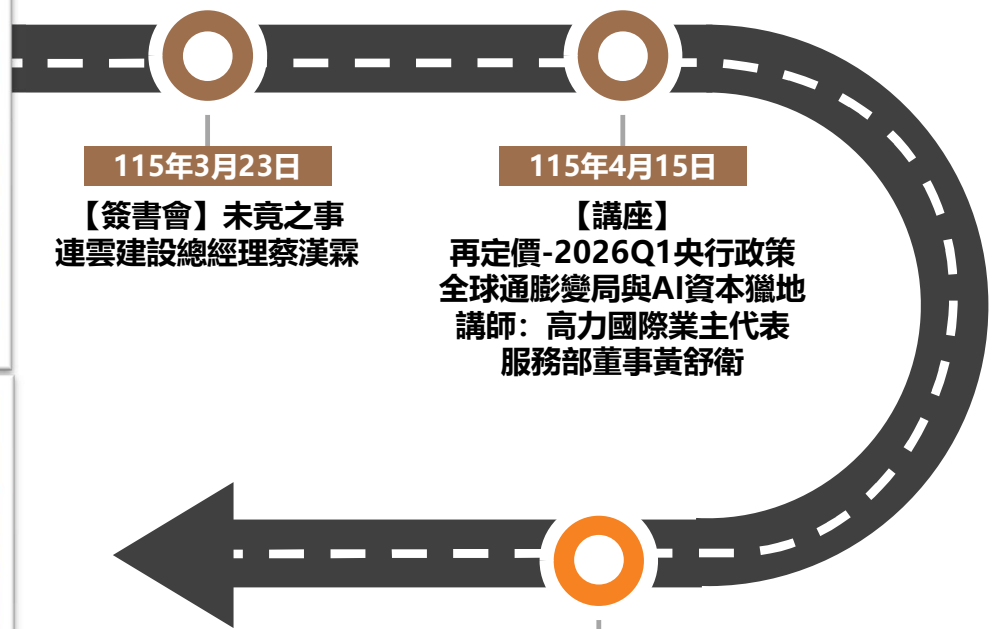 115年3月23日
【簽書會】未竟之事
連雲建設總經理蔡漢霖
115年4月15日
【講座】
再定價-2026Q1央行政策
全球通膨變局與AI資本獵地
講師：高力國際業主代表
服務部董事黃舒衛